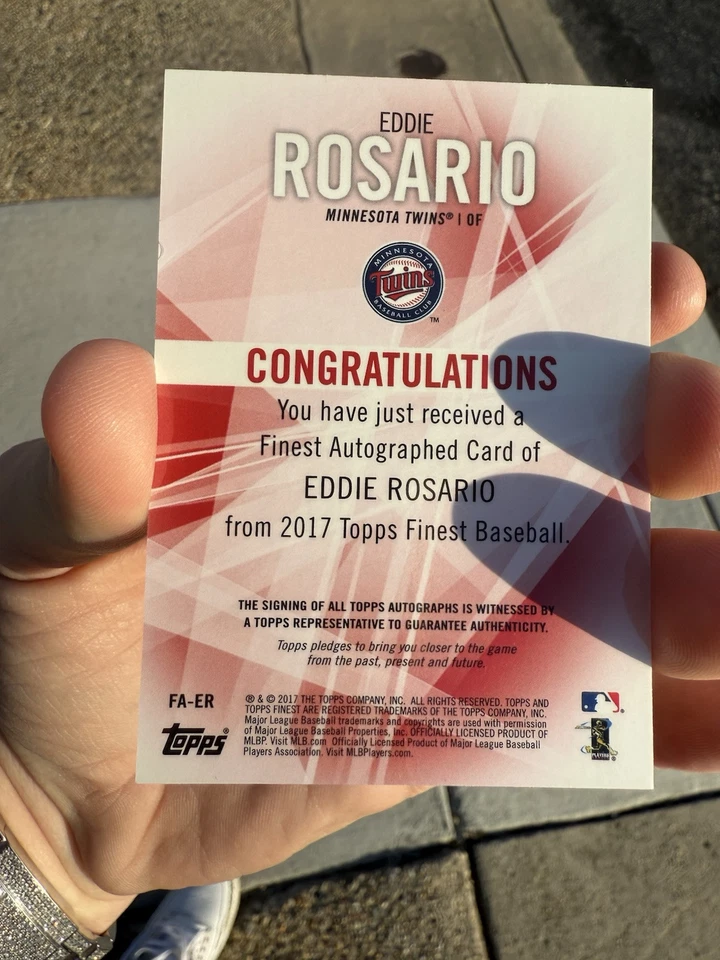 EDDIE
ROSARIO
MINNESOTA TWINS® | OF
MINNESOTA
Twins
BASEBALL CLUB
TM
CONGRATULATIONS
You have just received a
Finest Autographed Card of
EDDIE ROSARIO
from 2017 Topps Finest Baseball.
THE SIGNING OF ALL TOPPS AUTOGRAPHS IS WITNESSED BY
A TOPPS REPRESENTATIVE TO GUARANTEE AUTHENTICITY.
Topps pledges to bring you closer to the game
from the past, present and future.
FA-ER
topps®
® & © 2017 THE TOPPS COMPANY, INC. ALL RIGHTS RESERVED. TOPPS AND
TOPPS FINEST ARE REGISTERED TRADEMARKS OF THE TOPPS COMPANY, INC.
Major League Baseball trademarks and copyrights are used with permission
of Major League Baseball Properties, Inc. OFFICIALLY LICENSED PRODUCT OF
MLBP. Visit MLB.com Officially Licensed Product of Major League Baseball
Players Association. Visit MLBPlayers.com.